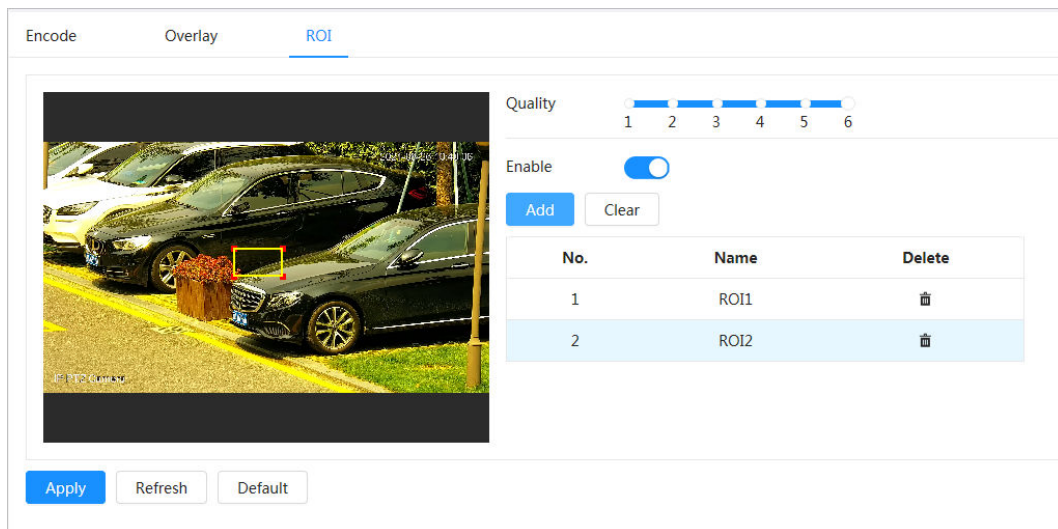 Encode Overlay ROI
Quality
1 2 3 4 5 6
Enable
Add Clear
No. Name Delete
1 ROI1
2 ROI2
Apply Refresh Default